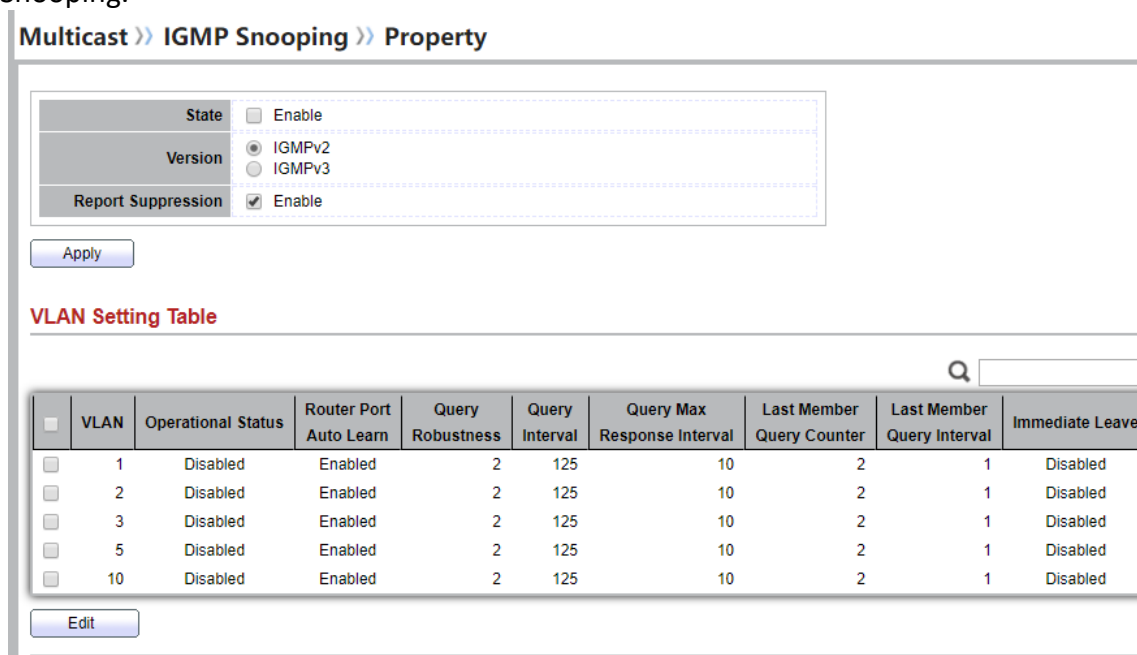 Snooping.
Multicast 》 IGMP Snooping 》 Property
State Enable
Version IGMPv2
IGMPv3
Report Suppression Enable
Apply
VLAN Setting Table
VLAN Operational Status Router Port Auto Learn Query Robustness Query Interval Query Max Response Interval Last Member Query Counter Last Member Query Interval Immediate Leave
1 Disabled Enabled 2 125 10 2 1 Disabled
2 Disabled Enabled 2 125 10 2 1 Disabled
3 Disabled Enabled 2 125 10 2 1 Disabled
5 Disabled Enabled 2 125 10 2 1 Disabled
10 Disabled Enabled 2 125 10 2 1 Disabled
Edit